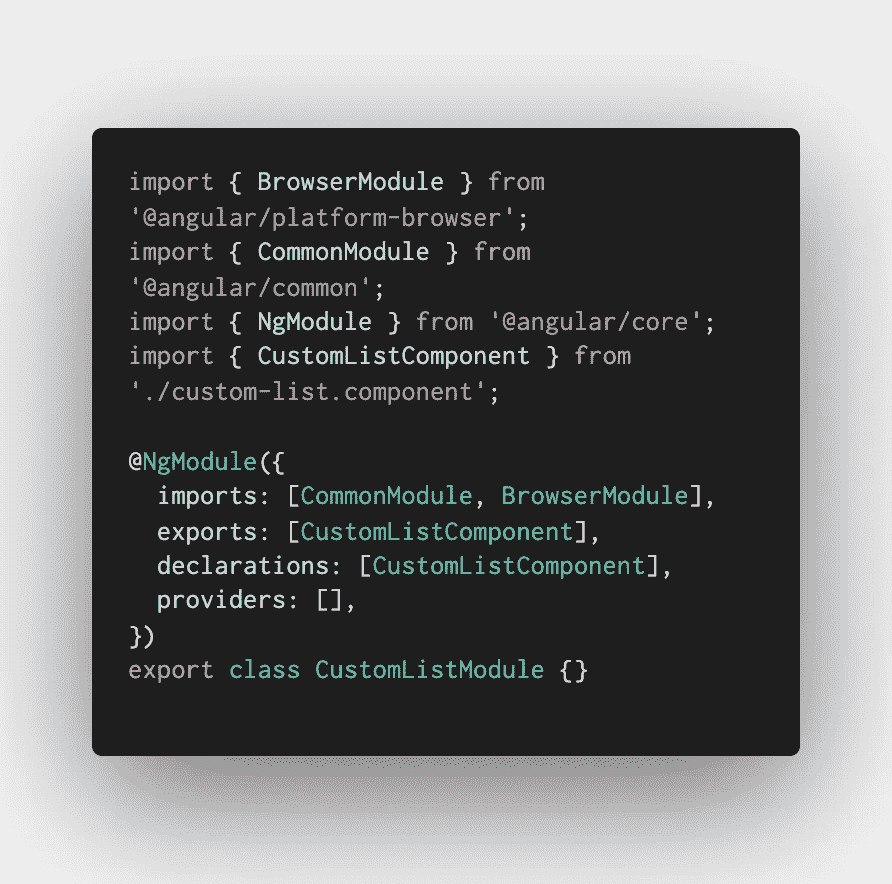 import { BrowserModule } from
'@angular/platform-browser';
import { CommonModule } from
'@angular/common';
import { NgModule } from '@angular/core';
import { CustomListComponent } from
'./custom-list.component';

@NgModule({
  imports: [CommonModule, BrowserModule],
  exports: [CustomListComponent],
  declarations: [CustomListComponent],
  providers: [],
})
export class CustomListModule {}